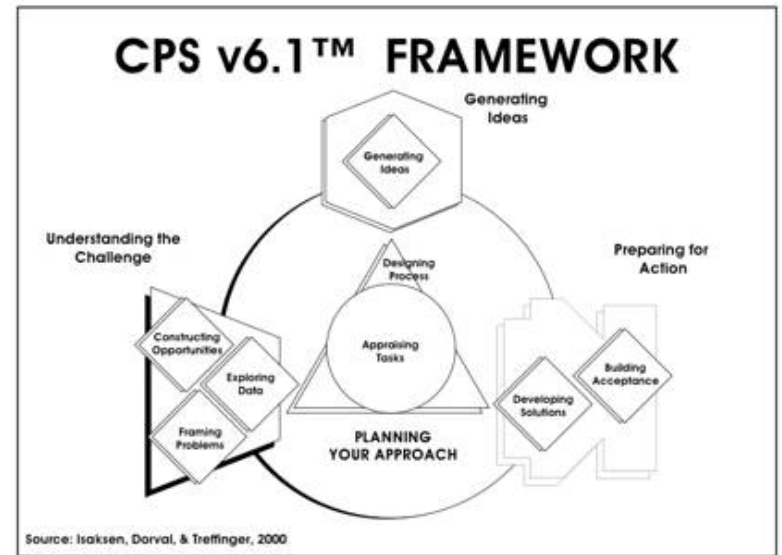 CPS v6.1™ FRAMEWORK
Generating
Ideas
Generating
Ideas
Understanding the
Challenge
Preparing for
Action
Designing
Process
Constructing
Opportunities
Appraising
Tasks
Exploring
Data
Building
Acceptance
Developing
Solutions
Framing
Problems
PLANNING
YOUR APPROACH
Source: Isaksen, Dorval, & Treffinger, 2000